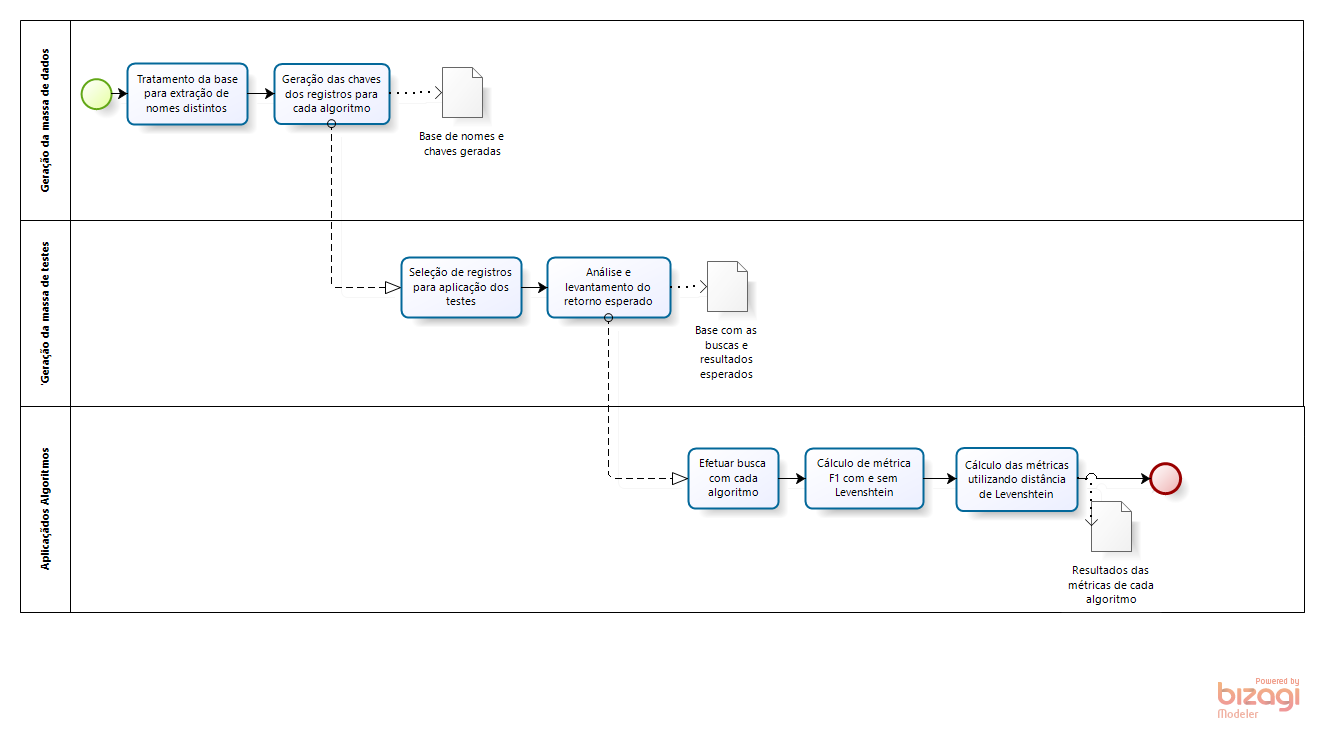 Geração da massa de dados
Tratamento da base
para extração de
nomes distintos
Geração das chaves
dos registros para
cada algoritmo
Base de nomes e
chaves geradas
'Geração da massa de testes
Seleção de registros
para aplicação dos
testes
Análise e
levantamento do
retorno esperado
Base com as
buscas e
resultados
esperados
Aplicaçãdos Algoritmos
Efetuar busca
com cada
algoritmo
Cálculo de métrica
F1 com e sem
Levenshtein
Cálculo das métricas
utilizando distância
de Levenshtein
Resultados das
métricas de cada
algoritmo
Powered by
bizagi
Modeler